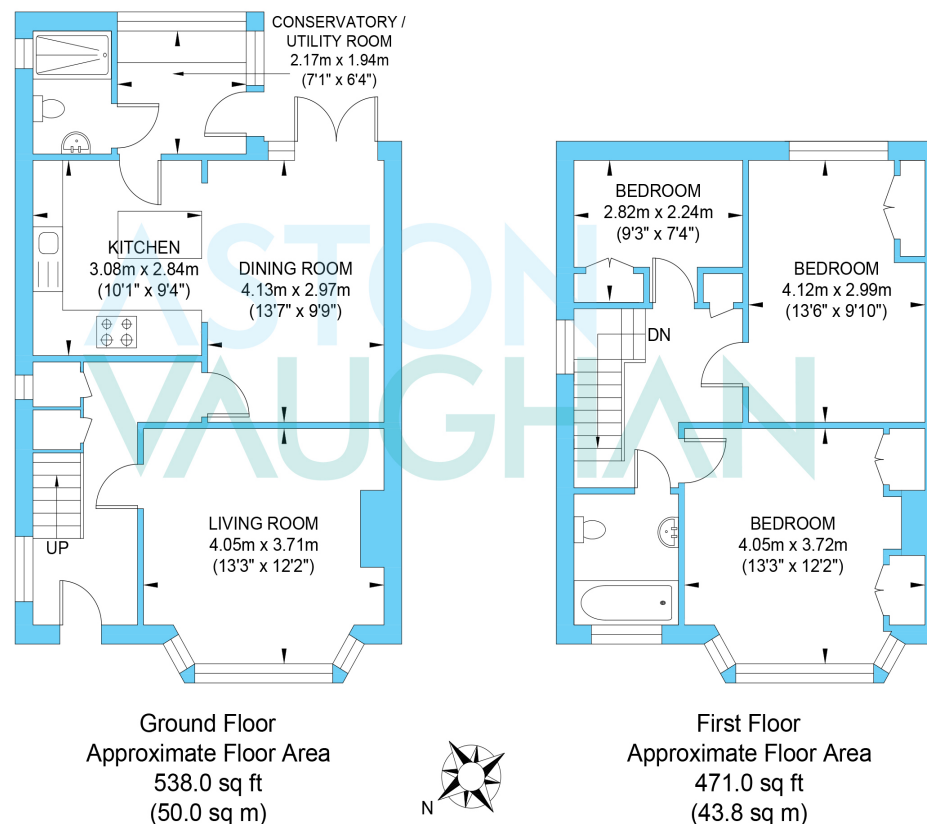 CONSERVATORY /
UTILITY ROOM
2.17m x 1.94m
(7'1" x 6'4")
KITCHEN
3.08m x 2.84m
(10'1" x 9'4")
DINING ROOM
4.13m x 2.97m
(13'7" x 9'9")
UP
LIVING ROOM
4.05m x 3.71m
(13'3" x 12'2")
BEDROOM
2.82m x 2.24m
(9'3" x 7'4")
BEDROOM
4.12m x 2.99m
(13'6" x 9'10")
DN
BEDROOM
4.05m x 3.72m
(13'3" x 12'2")
ASTON
VAUGHAN
Ground Floor
Approximate Floor Area
538.0 sq ft
(50.0 sq m)
N
First Floor
Approximate Floor Area
471.0 sq ft
(43.8 sq m)